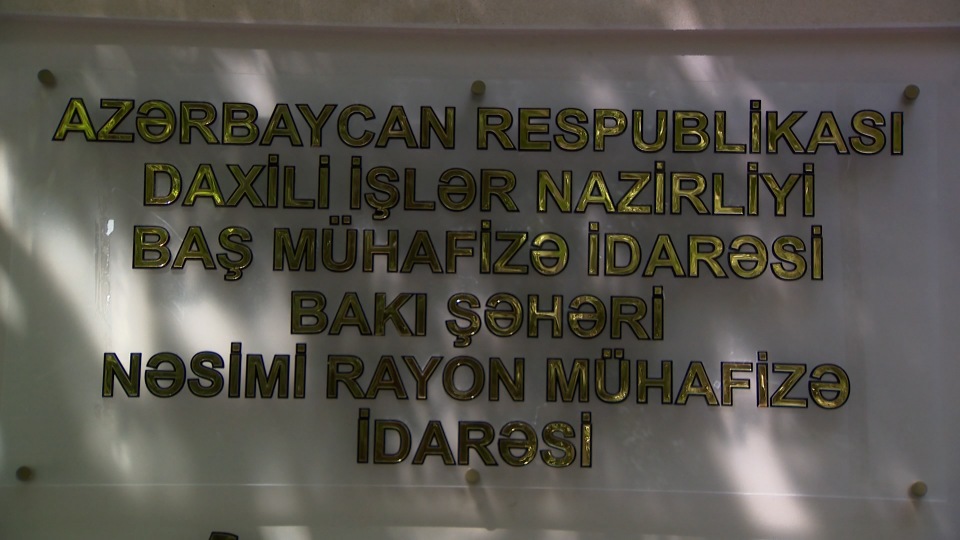 AZƏRBAYCAN RESPUBLİKASI
DAXİLİ İŞLƏR NAZİRLİYİ
BAŞ MÜHAFİZƏ İDARƏSİ
BAKI ŞƏHƏRİ
NƏSİMİ RAYON MÜHAFİZƏ
İDARƏSİ